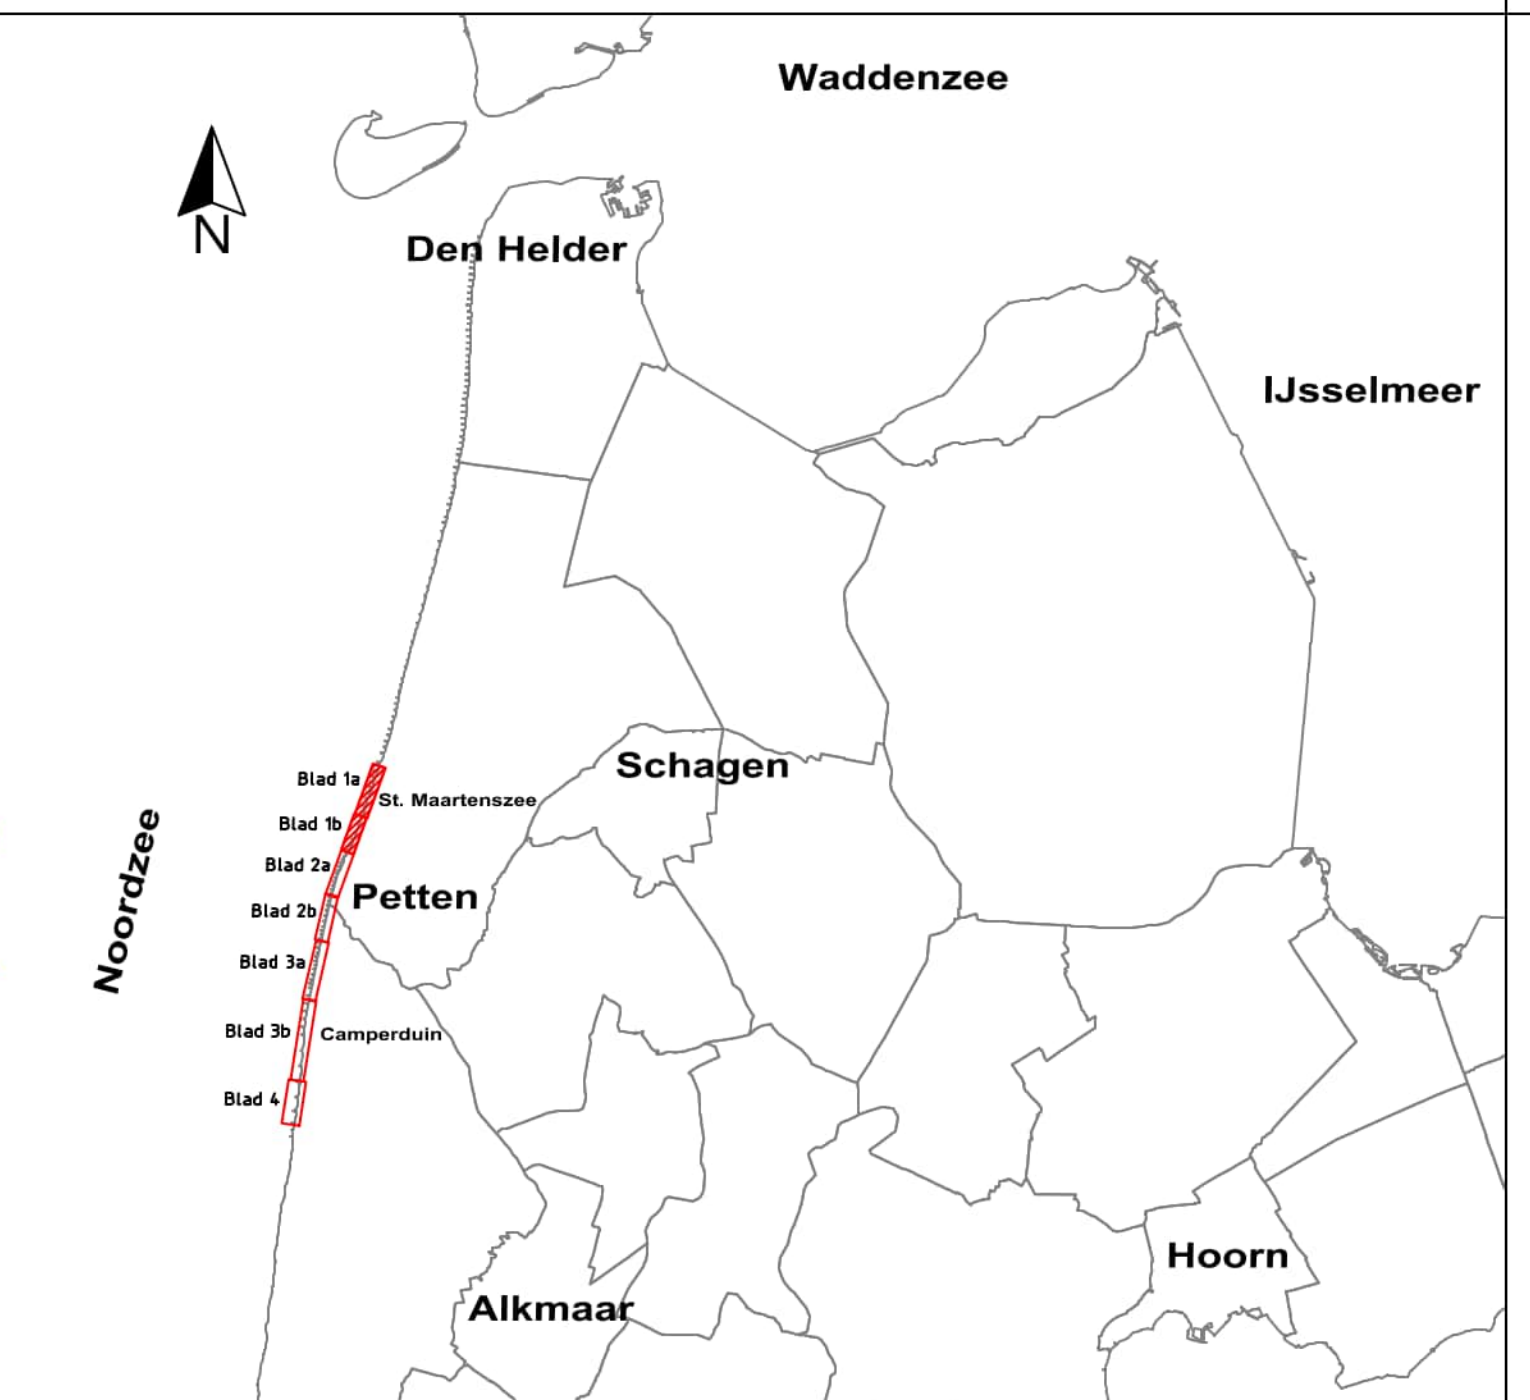 Waddenzee
N
Den Helder
IJsselmeer
Schagen
Blad 1a
St. Maartenszee
Blad 1b
Noordzee
Blad 2a
Petten
Blad 2b
Blad 3a
Blad 3b
Camperduin
Blad 4
Hoorn
Alkmaar